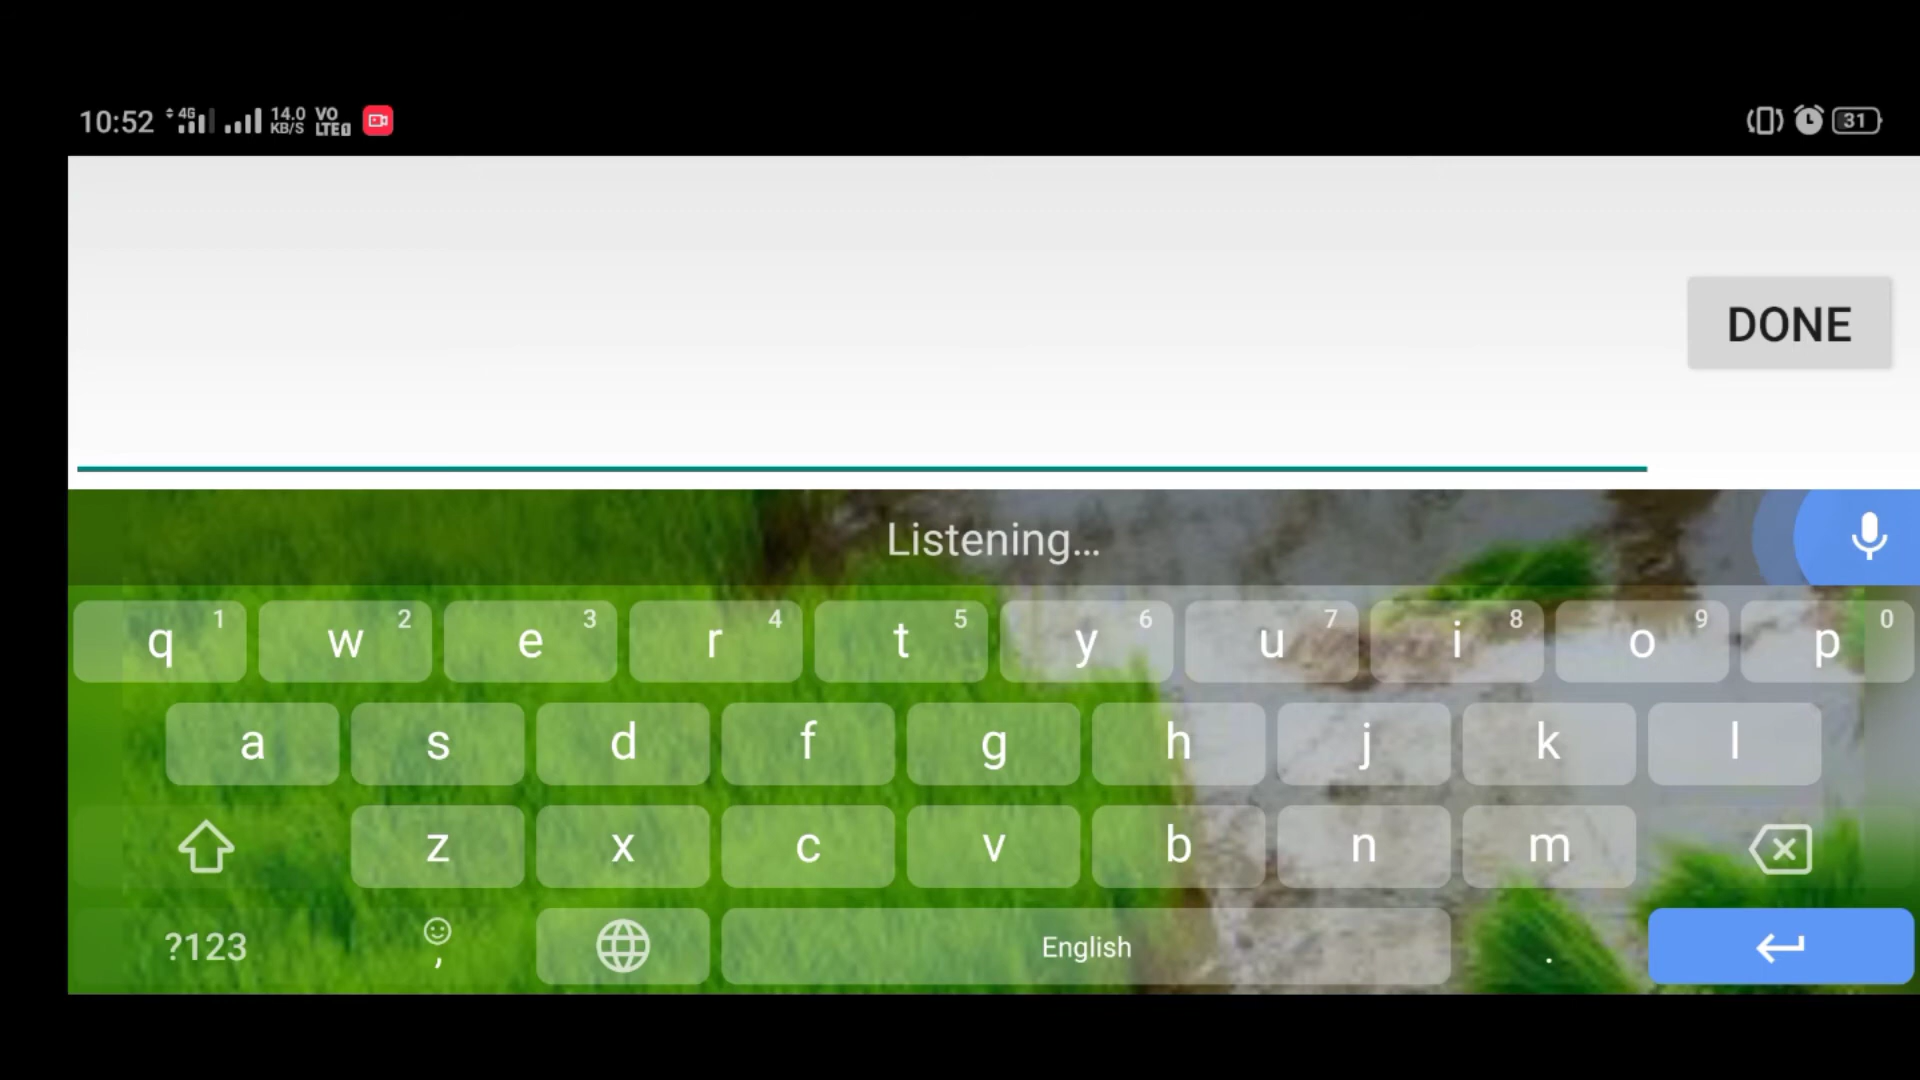 10:52 4G 14.0 KB/S VO LTE 31
DONE
Listening...
q 1 w 2 e 3 r 4 t 5 y 6 u 7 i 8 o 9 p 0
a s d f g h j k l
z x c v b n m
?123 , English .